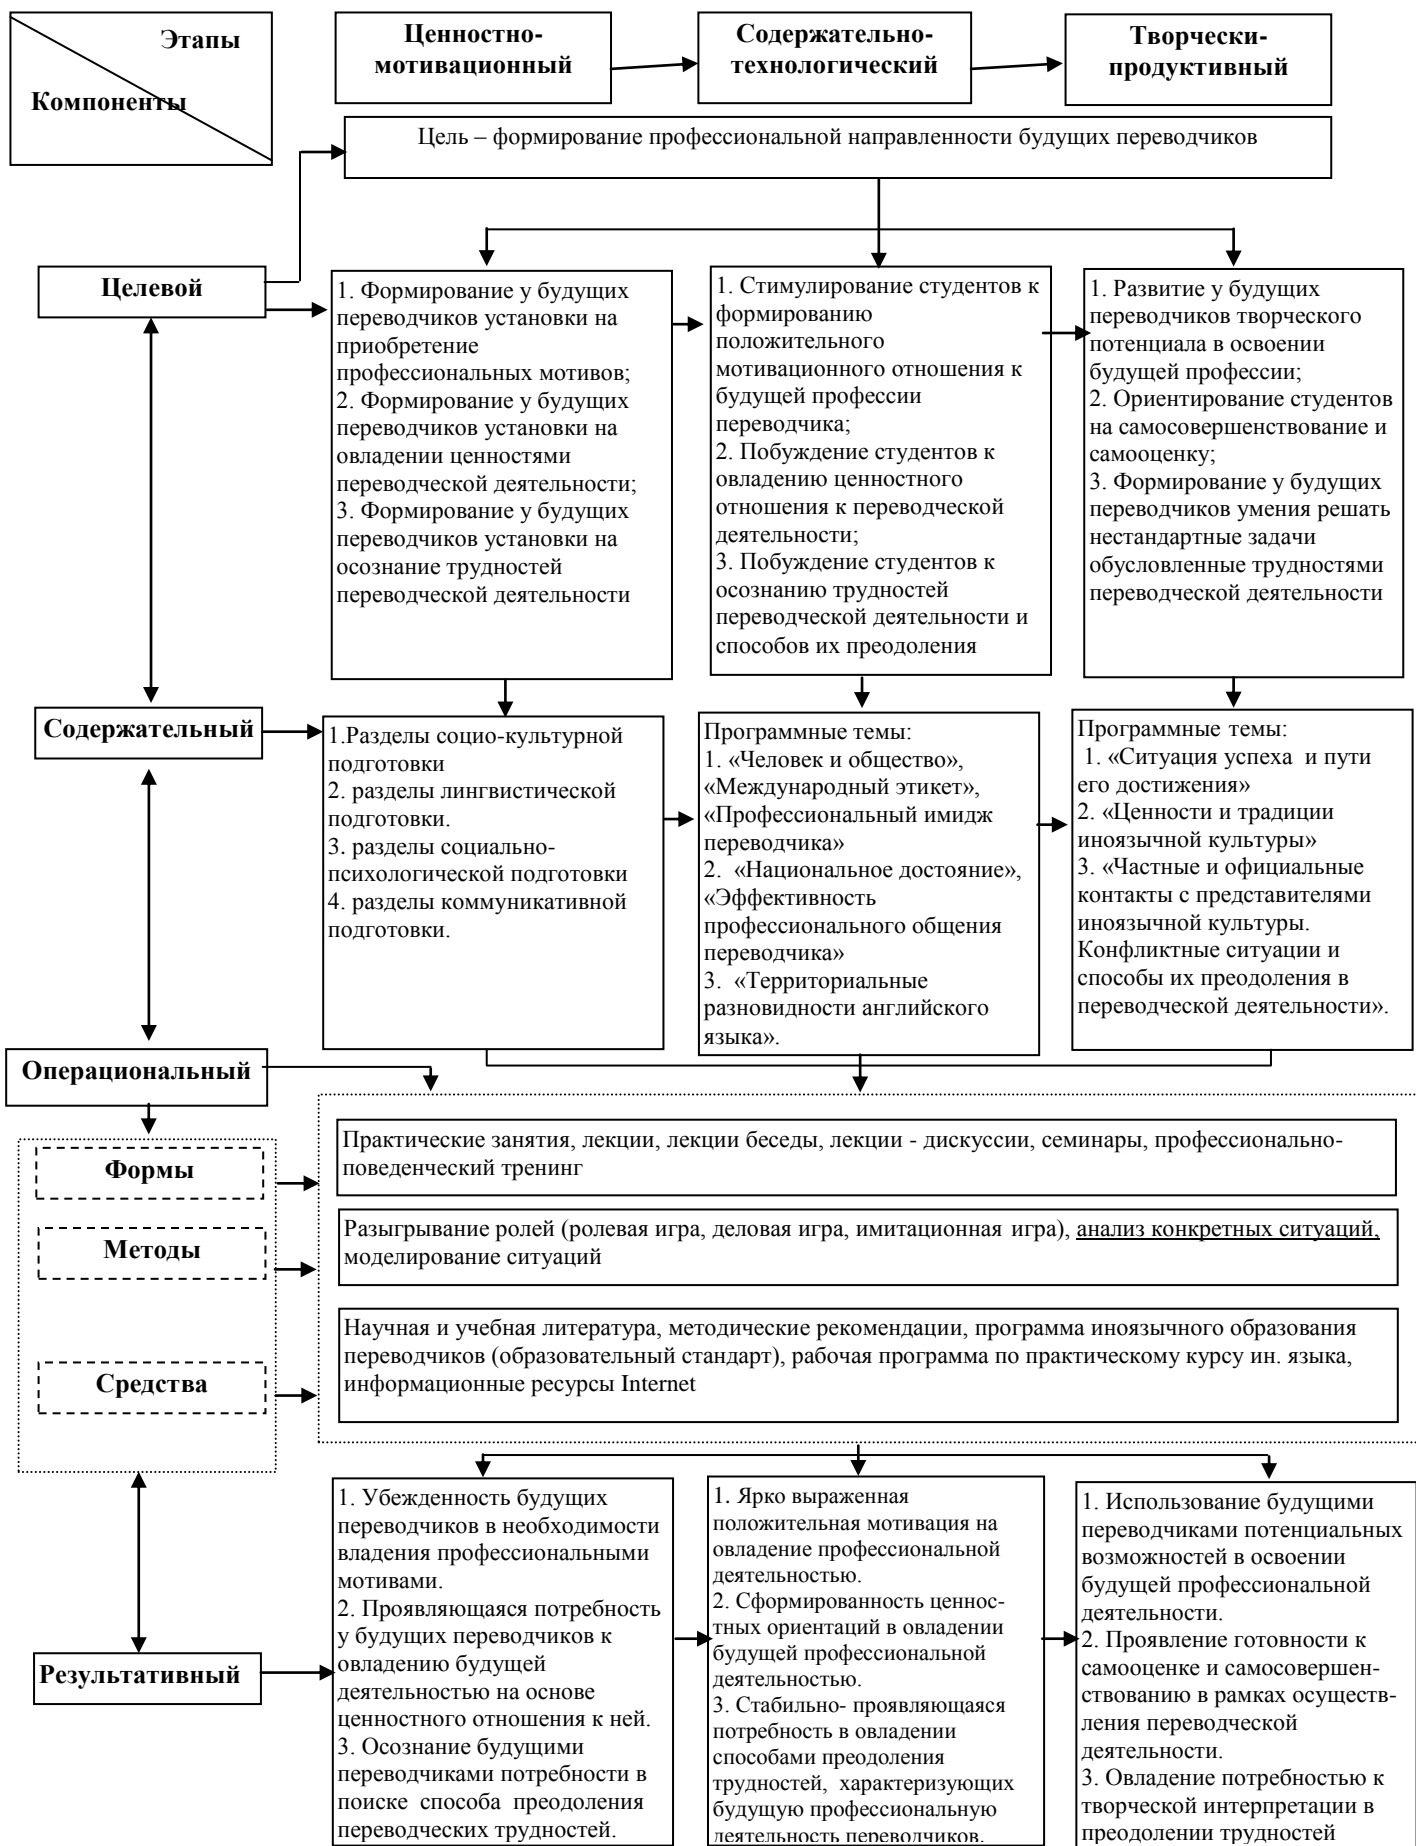 Этапы
Компоненты
Ценностно-
мотивационный
Содержательно-
технологический
Творчески-
продуктивный
Цель – формирование профессиональной направленности будущих переводчиков
Целевой
1. Формирование у будущих
переводчиков установки на
приобретение
профессиональных мотивов;
2. Формирование у будущих
переводчиков установки на
овладении ценностями
переводческой деятельности;
3. Формирование у будущих
переводчиков установки на
осознание трудностей
переводческой деятельности
1. Стимулирование студентов к
формированию
положительного
мотивационного отношения к
будущей профессии
переводчика;
2. Побуждение студентов к
овладению ценностного
отношения к переводческой
деятельности;
3. Побуждение студентов к
осознанию трудностей
переводческой деятельности и
способов их преодоления
1. Развитие у будущих
переводчиков творческого
потенциала в освоении
будущей профессии;
2. Ориентирование студентов
на самосовершенствование и
самооценку;
3. Формирование у будущих
переводчиков умения решать
нестандартные задачи
обусловленные трудностями
переводческой деятельности
Содержательный
1.Разделы социо-культурной
подготовки
2. разделы лингвистической
подготовки.
3. разделы социально-
психологической подготовки
4. разделы коммуникативной
подготовки.
Программные темы:
1. «Человек и общество»,
«Международный этикет»,
«Профессиональный имидж
переводчика»
2. «Национальное достояние»,
«Эффективность
профессионального общения
переводчика»
3. «Территориальные
разновидности английского
языка».
Программные темы:
1. «Ситуация успеха и пути
его достижения»
2. «Ценности и традиции
иноязычной культуры»
3. «Частные и официальные
контакты с представителями
иноязычной культуры.
Конфликтные ситуации и
способы их преодоления в
переводческой деятельности».
Операциональный
Формы
Практические занятия, лекции, лекции беседы, лекции - дискуссии, семинары, профессионально-
поведенческий тренинг
Методы
Разыгрывание ролей (ролевая игра, деловая игра, имитационная игра), анализ конкретных ситуаций,
моделирование ситуаций
Средства
Научная и учебная литература, методические рекомендации, программа иноязычного образования
переводчиков (образовательный стандарт), рабочая программа по практическому курсу ин. языка,
информационные ресурсы Internet
Результативный
1. Убежденность будущих
переводчиков в необходимости
владения профессиональными
мотивами.
2. Проявляющаяся потребность
у будущих переводчиков к
овладению будущей
деятельностью на основе
ценностного отношения к ней.
3. Осознание будущими
переводчиками потребности в
поиске способа преодоления
переводческих трудностей.
1. Ярко выраженная
положительная мотивация на
овладение профессиональной
деятельностью.
2. Сформированность ценнос-
тных ориентаций в овладении
будущей профессиональной
деятельностью.
3. Стабильно- проявляющаяся
потребность в овладении
способами преодоления
трудностей, характеризующих
будущую профессиональную
деятельность переводчиков.
1. Использование будущими
переводчиками потенциальных
возможностей в освоении
будущей профессиональной
деятельности.
2. Проявление готовности к
самооценке и самосовершен-
ствованию в рамках осуществ-
ления переводческой
деятельности.
3. Овладение потребностью к
творческой интерпретации в
преодолении трудностей